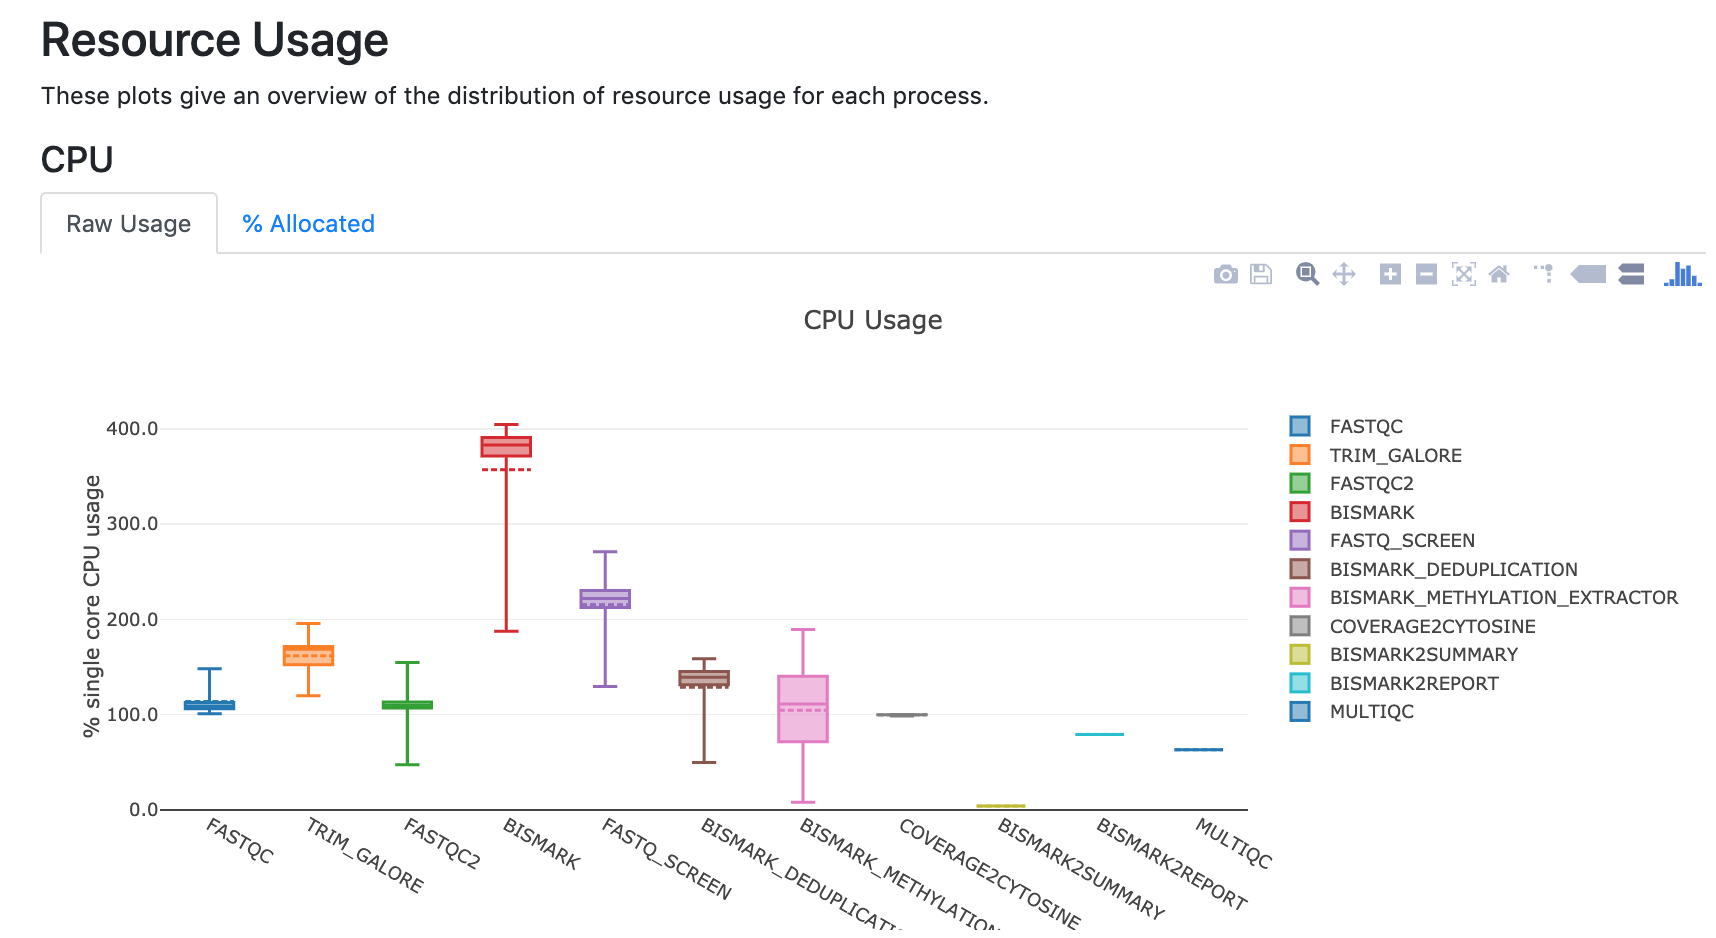 Resource Usage
These plots give an overview of the distribution of resource usage for each process.
CPU
Raw Usage
% Allocated
CPU Usage
% single core CPU usage
400.0
300.0
200.0
100.0
0.0
FASTQC
TRIM_GALORE
FASTQC2
BISMARK
FASTQ_SCREEN
BISMARK_DEDUPLICATI
BISMARK_METHYLATION
COVERAGE2CYTOSINE
BISMARK2SUMMARY
BISMARK2REPORT
MULTIQC
FASTQC
TRIM_GALORE
FASTQC2
BISMARK
FASTQ_SCREEN
BISMARK_DEDUPLICATION
BISMARK_METHYLATION_EXTRACTOR
COVERAGE2CYTOSINE
BISMARK2SUMMARY
BISMARK2REPORT
MULTIQC